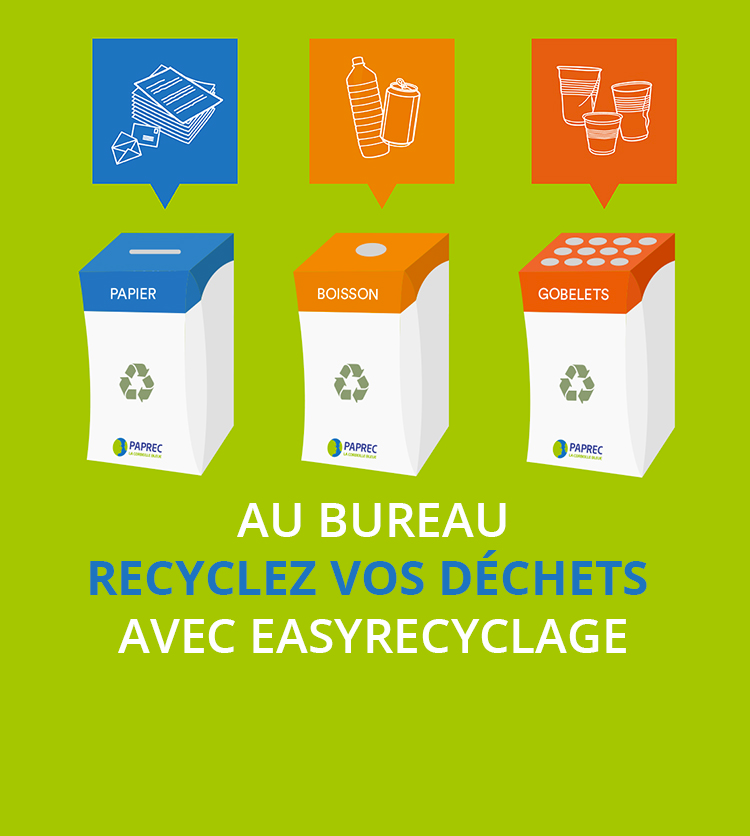 PAPIER
BOISSON
GOBELETS
PAPREC
LA CORBEILLE BLEUE
PAPREC
LA CORBEILLE BLEUE
PAPREC
LA CORBEILLE BLEUE
AU BUREAU
RECYCLEZ VOS DÉCHETS
AVEC EASYRECYCLAGE